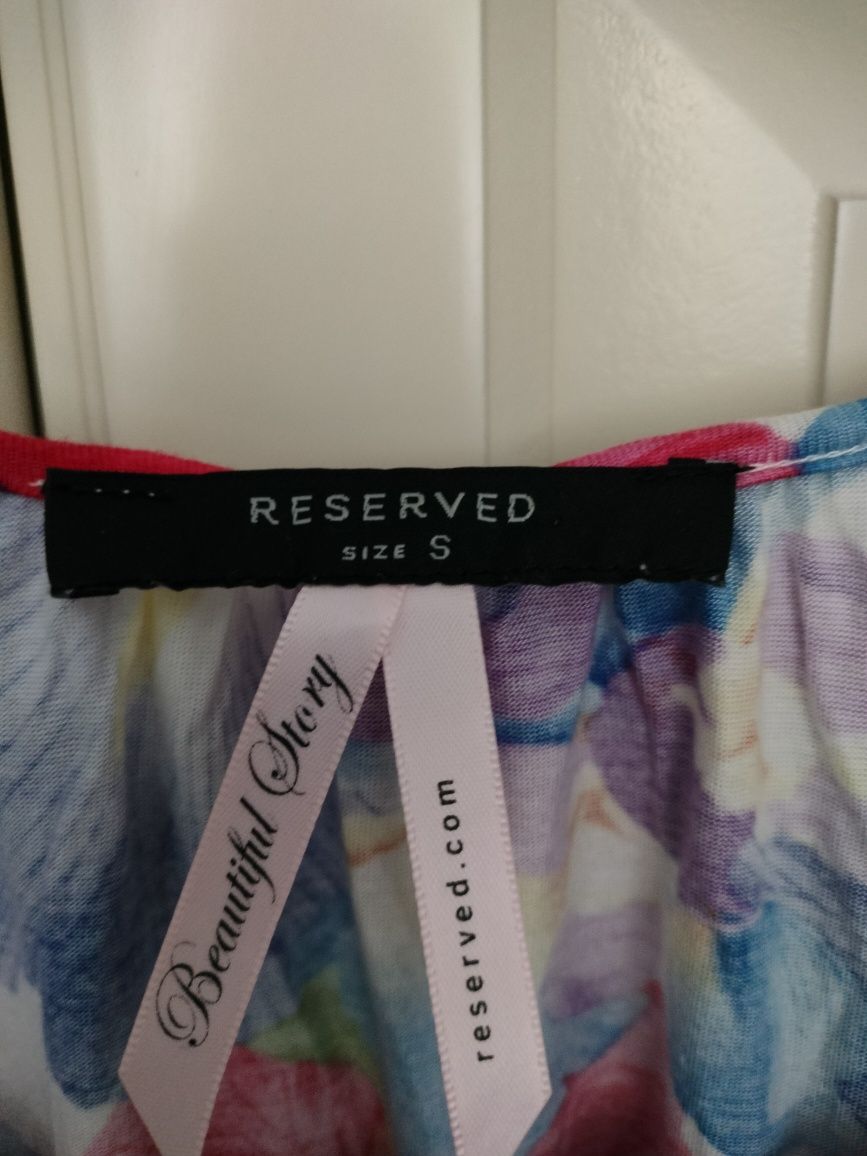 RESERVED
SIZE S
Beautiful Story
reserved.com